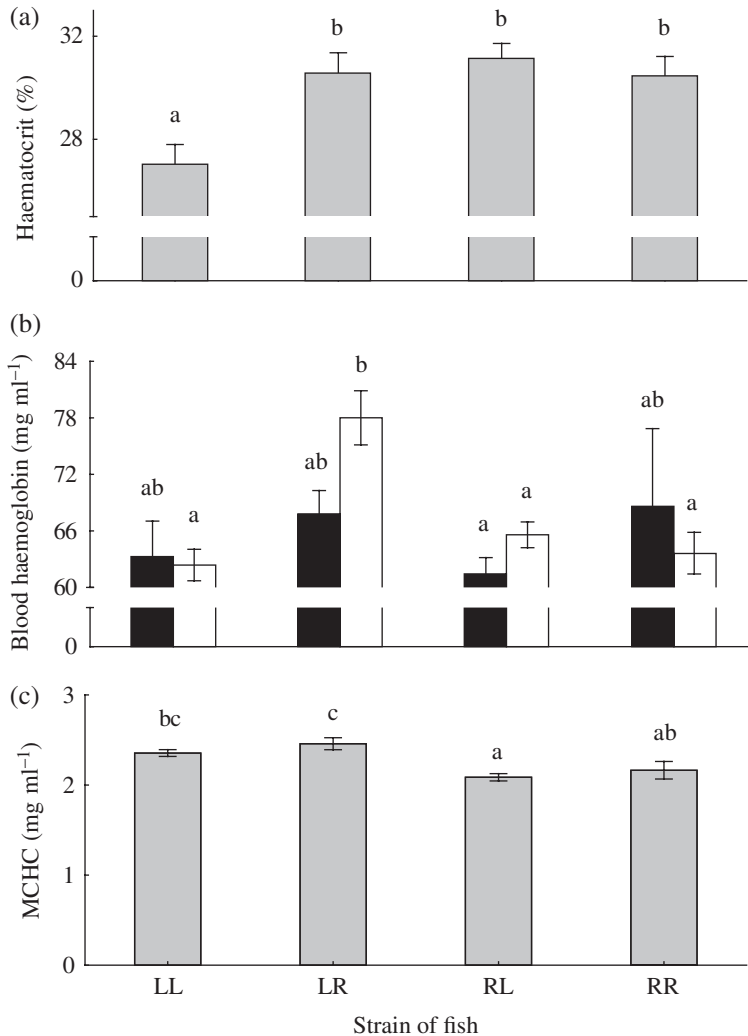 (a)
32
28
0
Haematocrit (%)
a
b
b
b
(b)
84
78
72
66
60
0
Blood haemoglobin (mg ml⁻¹)
ab
a
ab
b
a
a
ab
a
(c)
3
2
1
0
MCHC (mg ml⁻¹)
bc
c
a
ab
LL
LR
RL
RR
Strain of fish